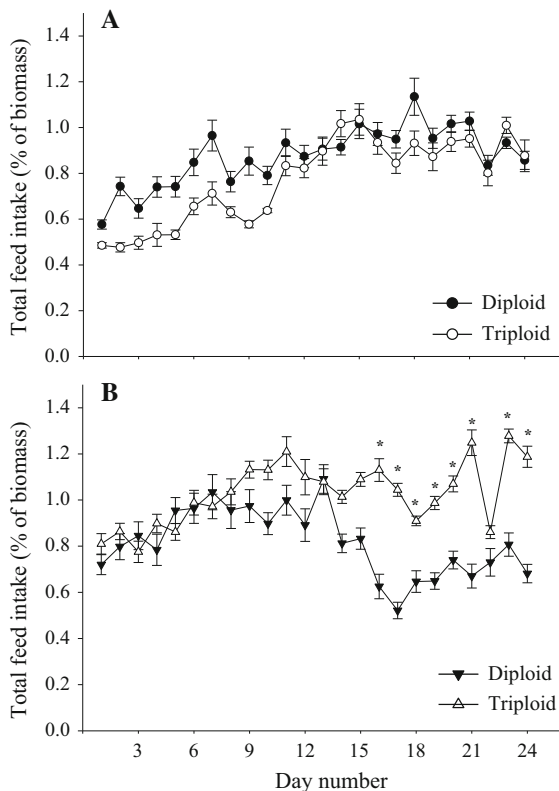 A
Total feed intake (% of biomass)
1.4
1.2
1.0
0.8
0.6
0.4
0.2
0.0
Diploid
Triploid
B
Total feed intake (% of biomass)
1.4
1.2
1.0
0.8
0.6
0.4
0.2
0.0
* * * * * * * *
Diploid
Triploid
3 6 9 12 15 18 21 24
Day number